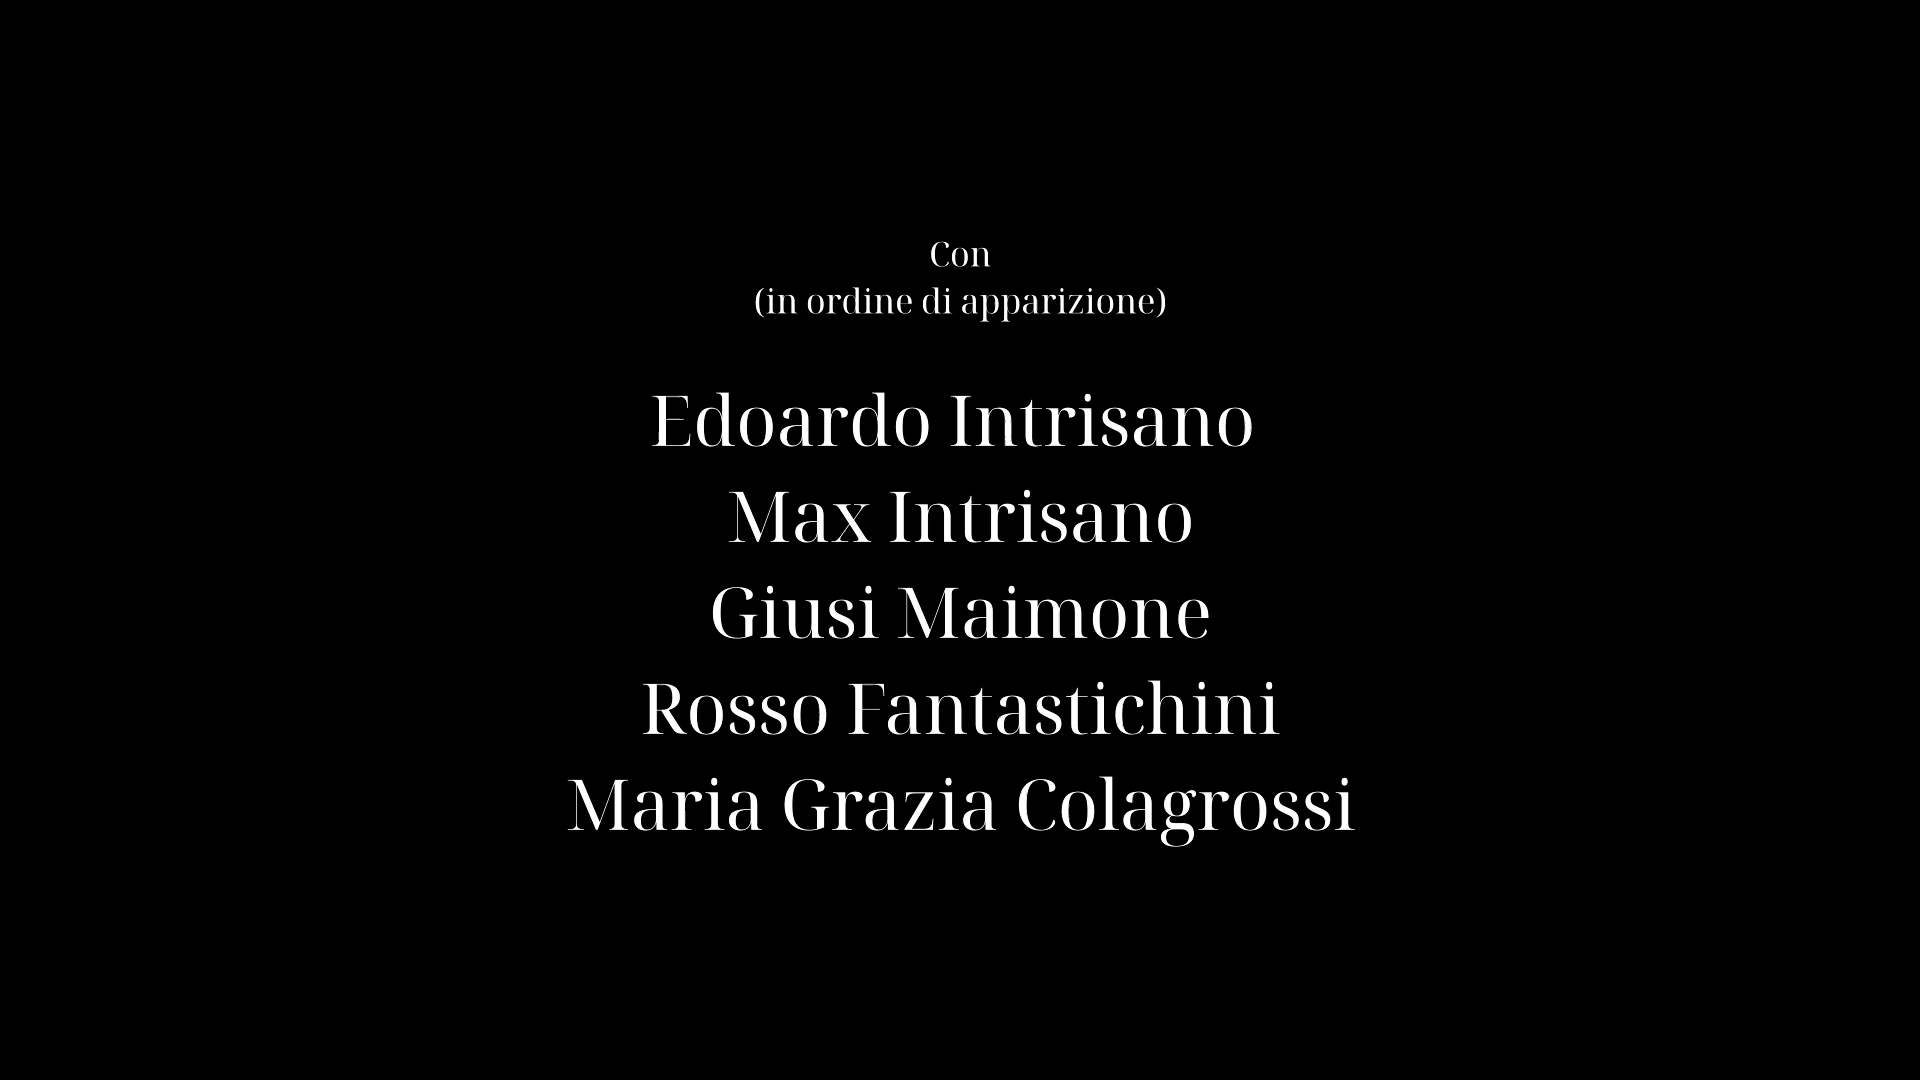 Con
(in ordine di apparizione)
Edoardo Intrisano
Max Intrisano
Giusi Maimone
Rosso Fantastichini
Maria Grazia Colagrossi